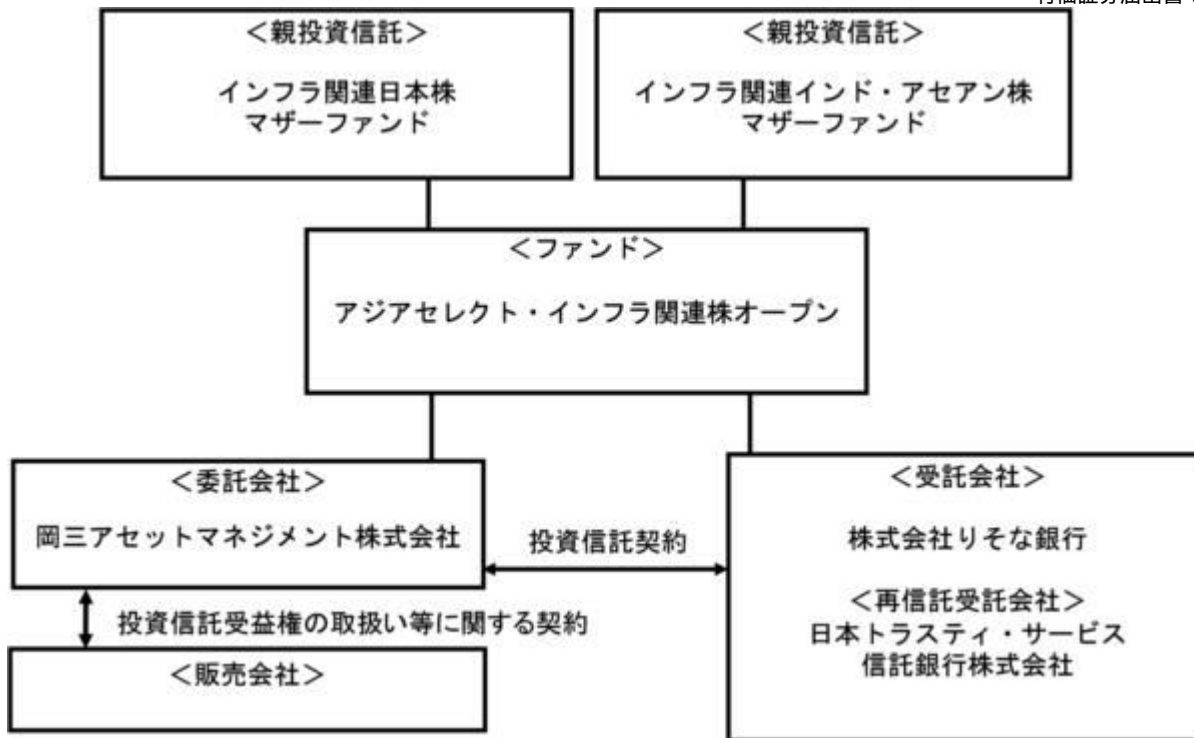 ＜親投資信託＞
インフラ関連日本株
マザーファンド
＜親投資信託＞
インフラ関連インド・アセアン株
マザーファンド
＜ファンド＞
アジアセレクト・インフラ関連株オープン
＜委託会社＞
岡三アセットマネジメント株式会社
投資信託契約
＜受託会社＞
株式会社りそな銀行
＜再信託受託会社＞
日本トラスティ・サービス
信託銀行株式会社
投資信託受益権の取扱い等に関する契約
＜販売会社＞